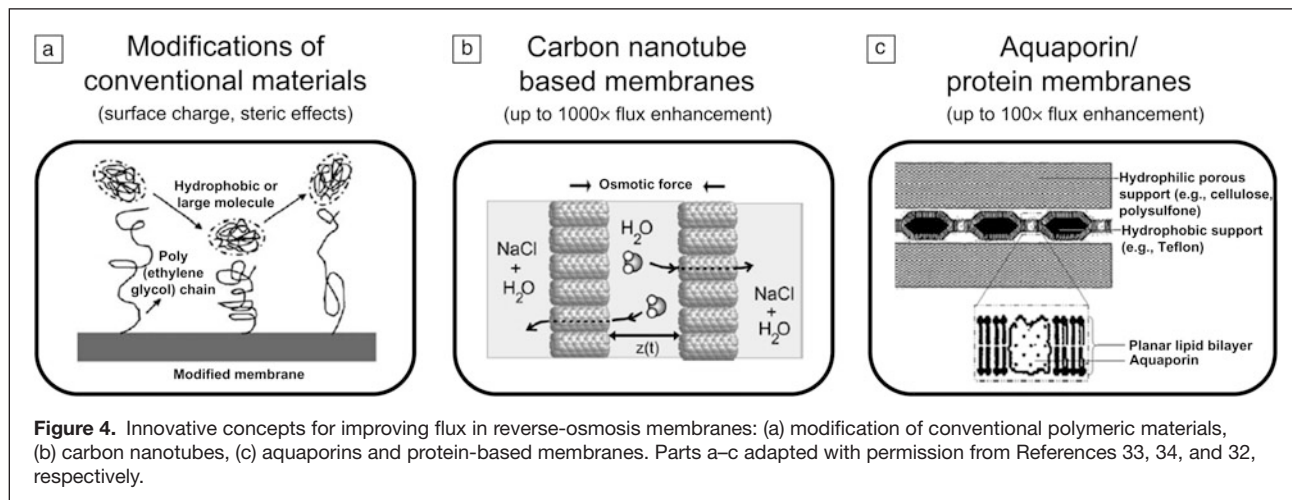 a
Modifications of
conventional materials
(surface charge, steric effects)
Hydrophobic or
large molecule
Poly
(ethylene
glycol) chain
Modified membrane
b
Carbon nanotube
based membranes
(up to 1000× flux enhancement)
Osmotic force
H₂O
NaCl
+
H₂O
NaCl
+
H₂O
z(t)
c
Aquaporin/
protein membranes
(up to 100× flux enhancement)
Hydrophilic porous
support (e.g., cellulose,
polysulfone)
Hydrophobic support
(e.g., Teflon)
Planar lipid bilayer
Aquaporin
Figure 4. Innovative concepts for improving flux in reverse-osmosis membranes: (a) modification of conventional polymeric materials,
(b) carbon nanotubes, (c) aquaporins and protein-based membranes. Parts a–c adapted with permission from References 33, 34, and 32,
respectively.